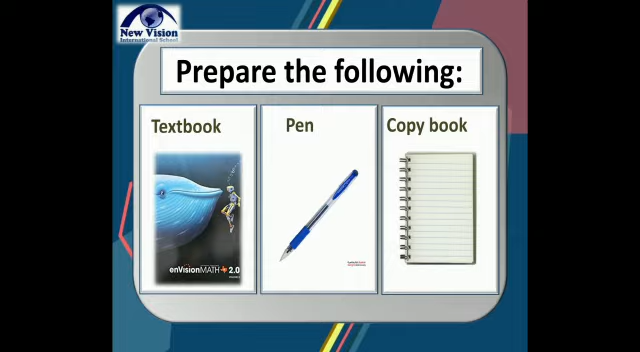 New Vision
International School
Prepare the following:
Textbook
Pen
Copy book
enVisionMATH 2.0